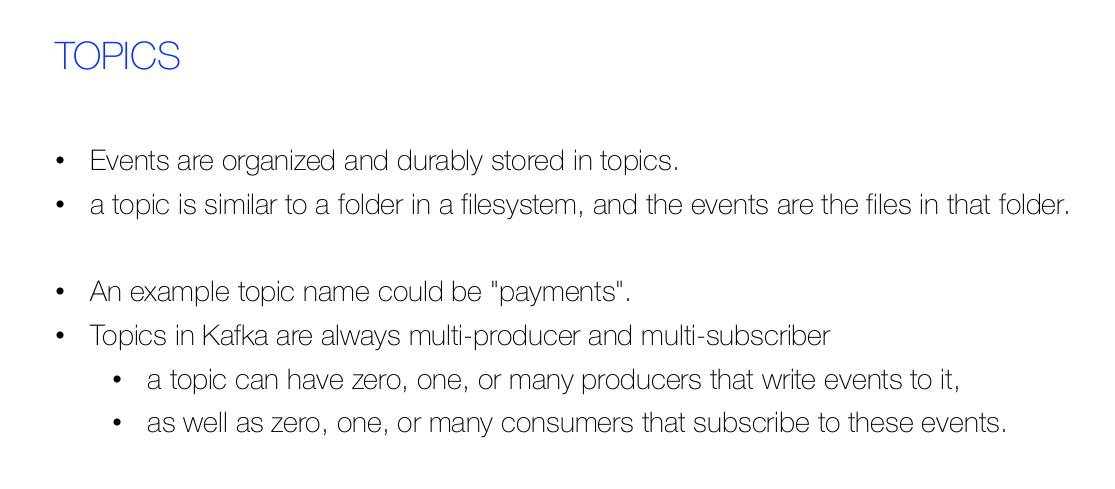 TOPICS
• Events are organized and durably stored in topics.
• a topic is similar to a folder in a filesystem, and the events are the files in that folder.
• An example topic name could be "payments".
• Topics in Kafka are always multi-producer and multi-subscriber
• a topic can have zero, one, or many producers that write events to it,
• as well as zero, one, or many consumers that subscribe to these events.